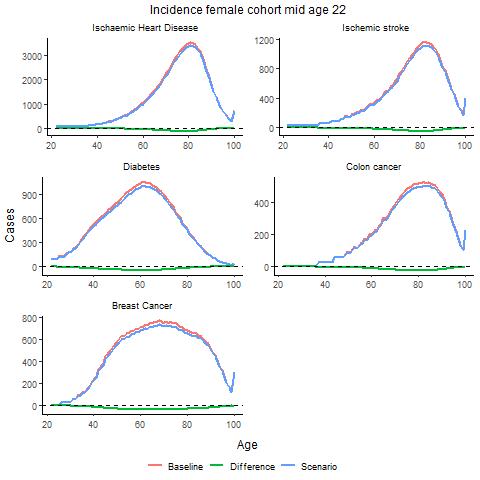 Incidence female cohort mid age 22
Ischaemic Heart Disease
Ischemic stroke
3000
2000
1000
0
20 40 60 80 100
1200
800
400
0
20 40 60 80 100
Diabetes
Colon cancer
900
600
300
0
20 40 60 80 100
400
200
0
20 40 60 80 100
Cases
Breast Cancer
800
600
400
200
0
20 40 60 80 100
Age
Baseline Difference Scenario